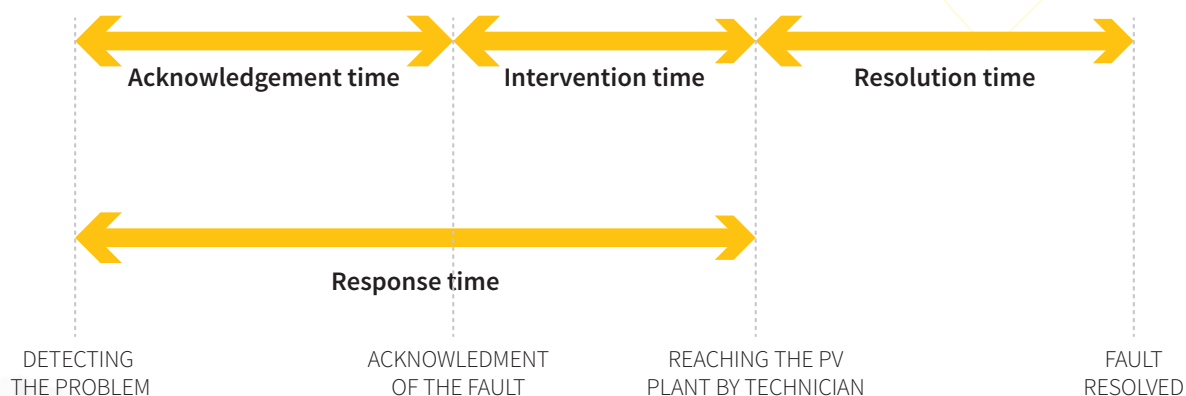 Acknowledgement time
Intervention time
Resolution time
Response time
DETECTING
THE PROBLEM
ACKNOWLEDMENT
OF THE FAULT
REACHING THE PV
PLANT BY TECHNICIAN
FAULT
RESOLVED